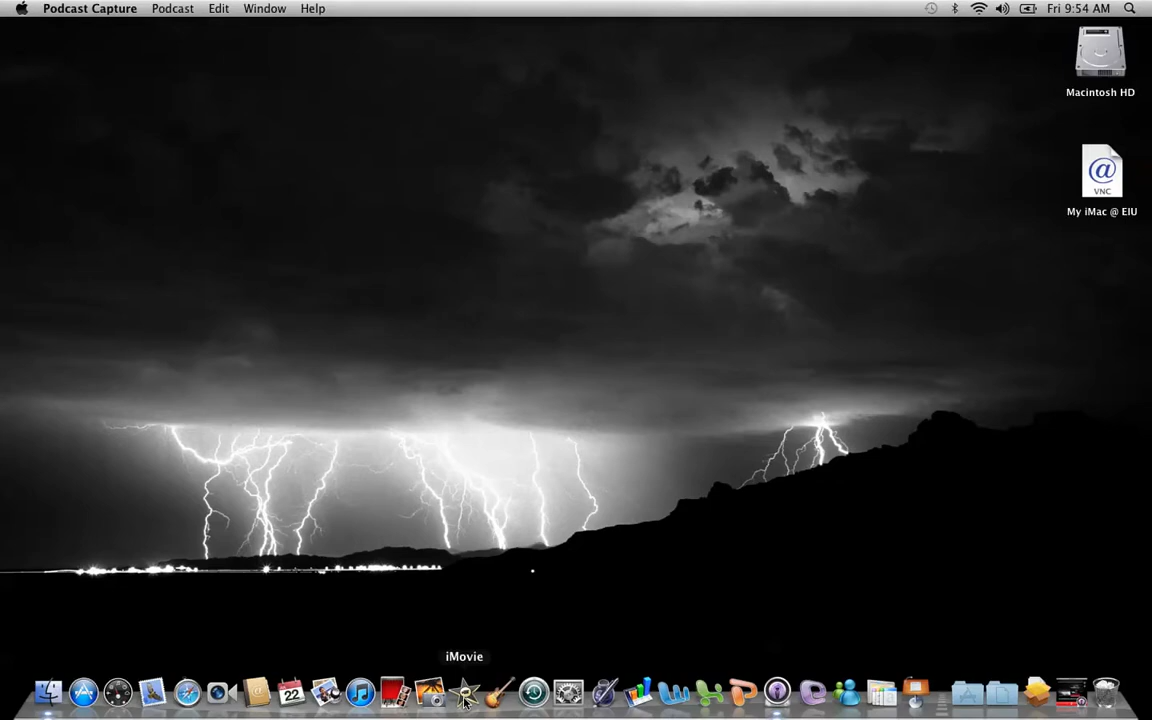 Podcast Capture Podcast Edit Window Help Fri 9:54 AM
Macintosh HD
@
VNC
My iMac @ EIU
iMovie
22